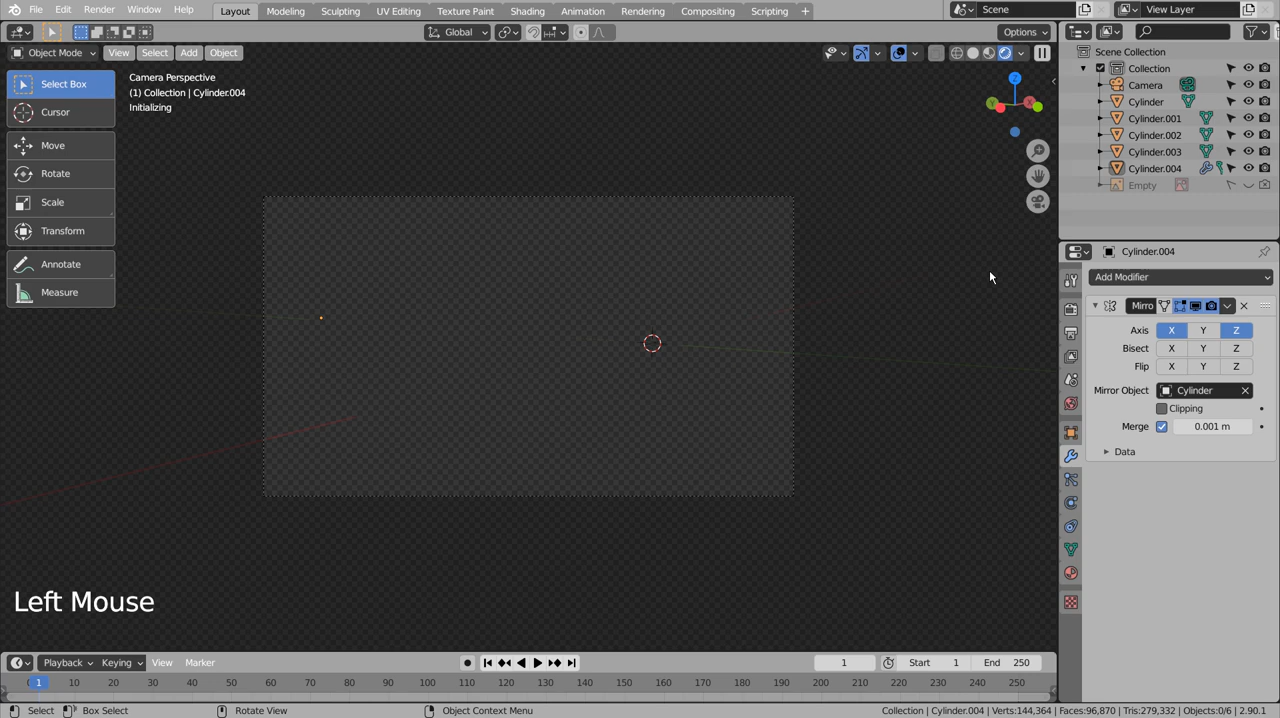 File Edit Render Window Help Layout Modeling Sculpting UV Editing Texture Paint Shading Animation Rendering Compositing Scripting + Scene View Layer
Global Options
Object Mode View Select Add Object
Select Box
Cursor
Move
Rotate
Scale
Transform
Annotate
Measure
Camera Perspective
(1) Collection | Cylinder.004
Initializing
Z
Y
X
Scene Collection
Collection
Camera
Cylinder
Cylinder.001
Cylinder.002
Cylinder.003
Cylinder.004
Empty
Cylinder.004
Add Modifier
Mirro
Axis X Y Z
Bisect X Y Z
Flip X Y Z
Mirror Object Cylinder
Clipping
Merge 0.001 m
Data
Left Mouse
Playback Keying View Marker 1 Start 1 End 250
1 10 20 30 40 50 60 70 80 90 100 110 120 130 140 150 160 170 180 190 200 210 220 230 240 250
Select Box Select Rotate View Object Context Menu Collection | Cylinder.004 | Verts:144,364 | Faces:96,870 | Tris:279,332 | Objects:0/6 | 2.90.1